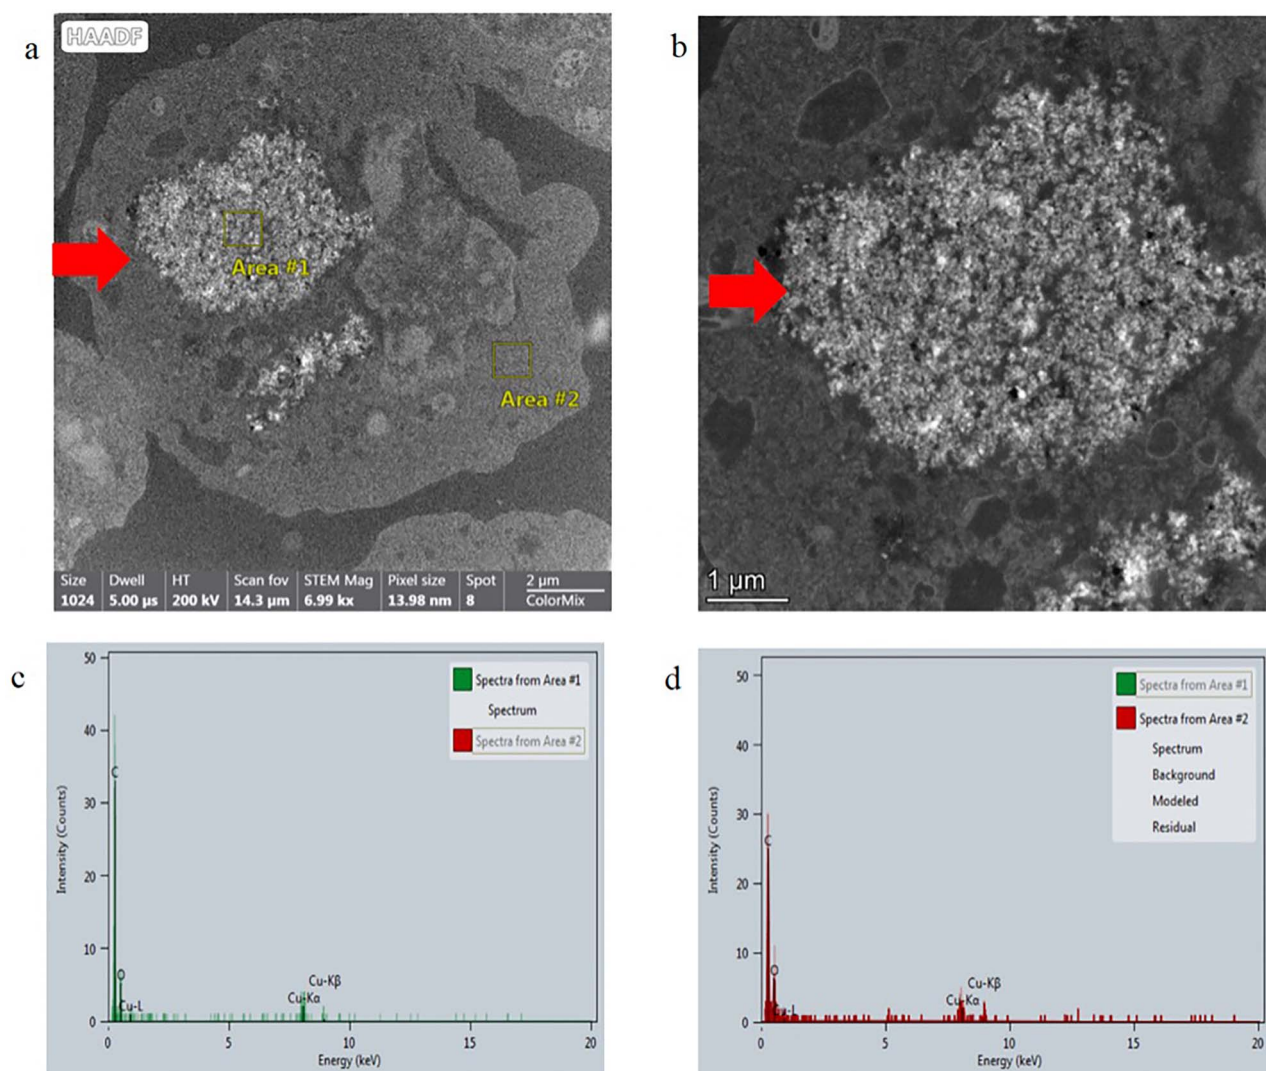 a
HAADF
Area #1
Area #2
Size Dwell HT Scan fov STEM Mag Pixel size Spot 2 µm
1024 5.00 µs 200 kV 14.3 µm 6.99 kx 13.98 nm 8 ColorMix
b
1 µm
c
50
40
30
20
10
0
Intensity (Counts)
Spectra from Area #1
Spectrum
Spectra from Area #2
C
O
Cu-L
Cu-Kα
Cu-Kβ
0 5 10 15 20
Energy (keV)
d
50
40
30
20
10
0
Intensity (Counts)
Spectra from Area #1
Spectra from Area #2
Spectrum
Background
Modeled
Residual
C
O
Cu-Kα
Cu-Kβ
0 5 10 15 20
Energy (keV)